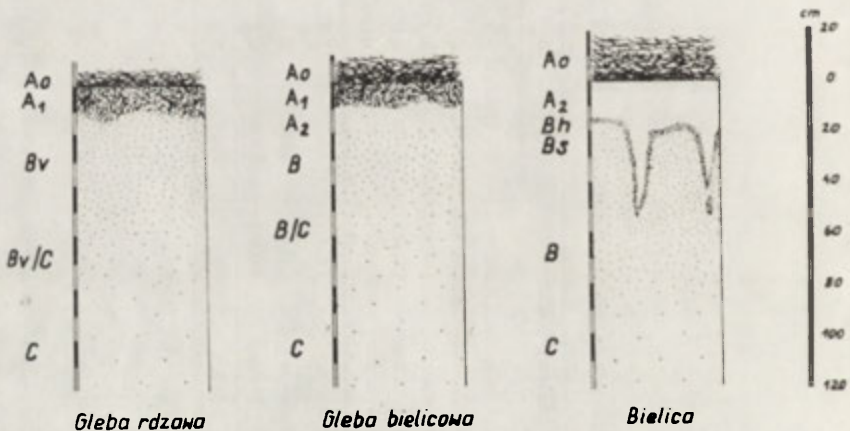 Ao
A₁
Bv
Bv/C
C
Gleba rdzawa
Ao
A₁
A₂
B
B/C
C
Gleba bielicowa
Ao
A₂
Bh
Bs
B
C
Bielica
cm
20
0
20
40
60
80
100
120